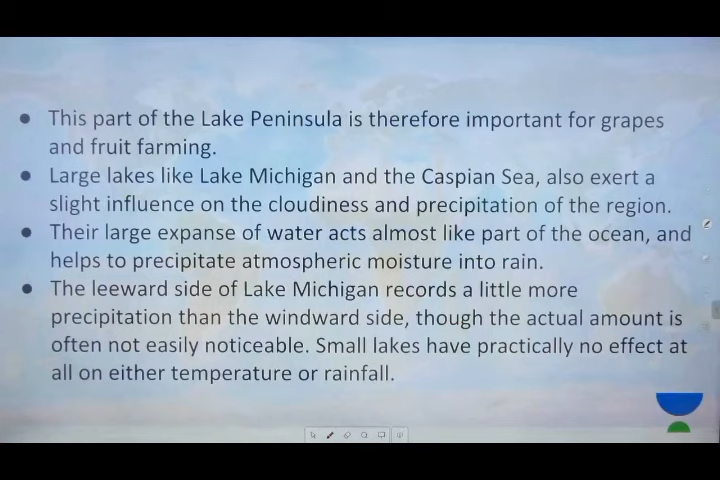 ● This part of the Lake Peninsula is therefore important for grapes
and fruit farming.
● Large lakes like Lake Michigan and the Caspian Sea, also exert a
slight influence on the cloudiness and precipitation of the region.
● Their large expanse of water acts almost like part of the ocean, and
helps to precipitate atmospheric moisture into rain.
● The leeward side of Lake Michigan records a little more
precipitation than the windward side, though the actual amount is
often not easily noticeable. Small lakes have practically no effect at
all on either temperature or rainfall.